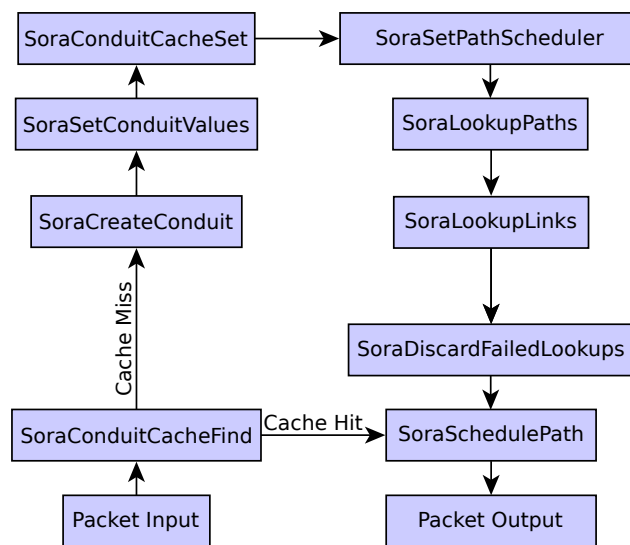 SoraConduitCacheSet
SoraSetPathScheduler
SoraSetConduitValues
SoraLookupPaths
SoraCreateConduit
SoraLookupLinks
Cache Miss
SoraDiscardFailedLookups
SoraConduitCacheFind
Cache Hit
SoraSchedulePath
Packet Input
Packet Output